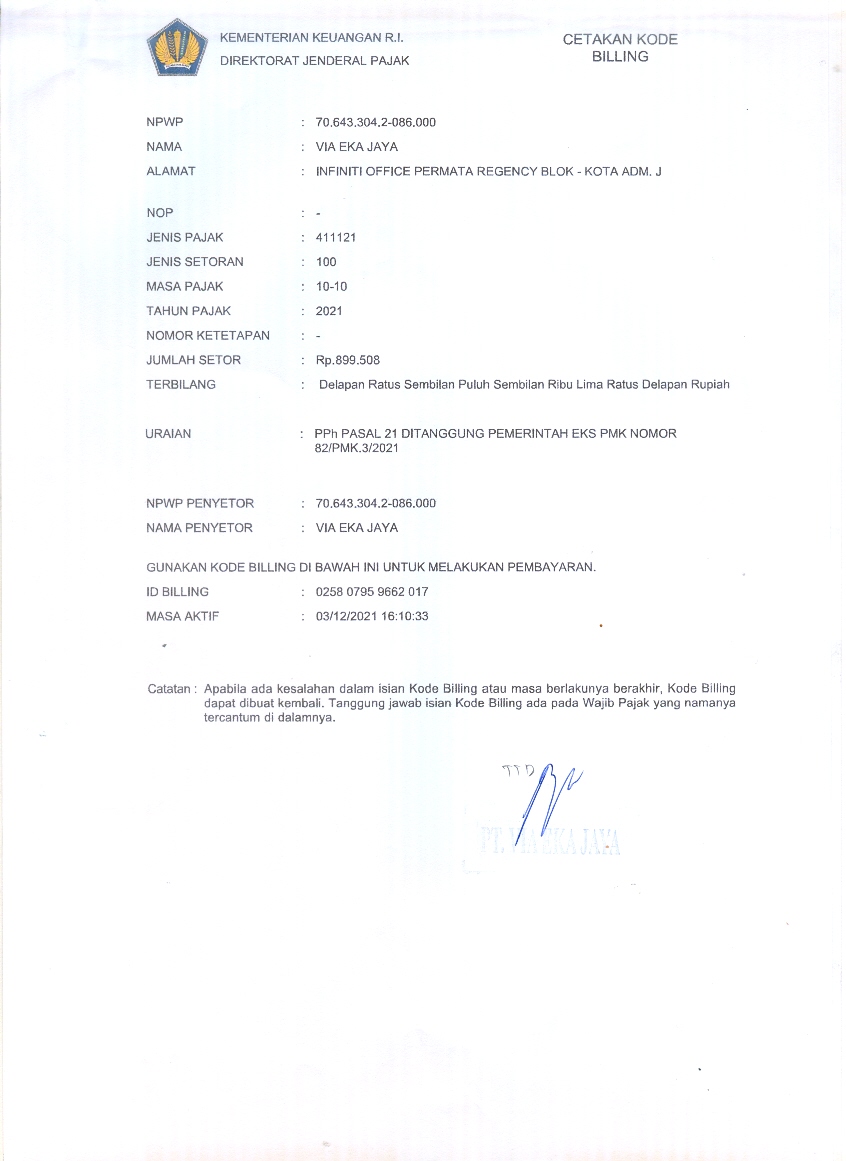 KEMENTERIAN KEUANGAN R.I.
DIREKTORAT JENDERAL PAJAK
CETAKAN KODE
BILLING
NPWP : 70.643.304.2-086.000
NAMA : VIA EKA JAYA
ALAMAT : INFINITI OFFICE PERMATA REGENCY BLOK - KOTA ADM. J
NOP : -
JENIS PAJAK : 411121
JENIS SETORAN : 100
MASA PAJAK : 10-10
TAHUN PAJAK : 2021
NOMOR KETETAPAN : -
JUMLAH SETOR : Rp.899.508
TERBILANG : Delapan Ratus Sembilan Puluh Sembilan Ribu Lima Ratus Delapan Rupiah
URAIAN : PPh PASAL 21 DITANGGUNG PEMERINTAH EKS PMK NOMOR
82/PMK.3/2021
NPWP PENYETOR : 70.643.304.2-086.000
NAMA PENYETOR : VIA EKA JAYA
GUNAKAN KODE BILLING DI BAWAH INI UNTUK MELAKUKAN PEMBAYARAN.
ID BILLING : 0258 0795 9662 017
MASA AKTIF : 03/12/2021 16:10:33
Catatan : Apabila ada kesalahan dalam isian Kode Billing atau masa berlakunya berakhir, Kode Billing
dapat dibuat kembali. Tanggung jawab isian Kode Billing ada pada Wajib Pajak yang namanya
tercantum di dalamnya.
TTD
PT. VIA EKA JAYA